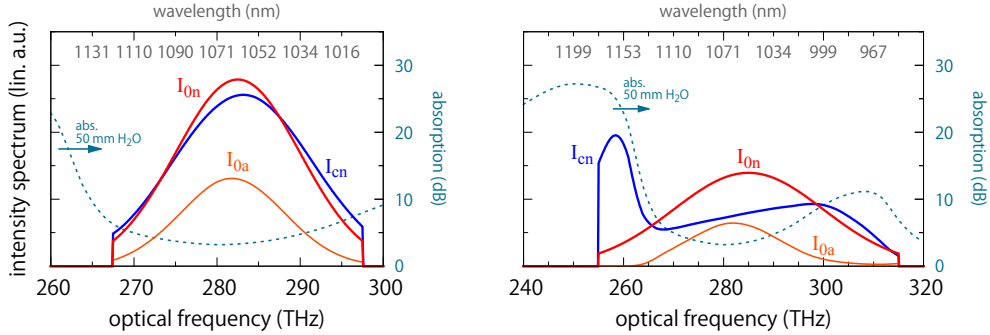 wavelength (nm)
1131 1110 1090 1071 1052 1034 1016
intensity spectrum (lin. a.u.)
I0n
abs.
50 mm H2O
I0a
Icn
30
20
10
0
absorption (dB)
260 270 280 290 300
optical frequency (THz)
wavelength (nm)
1199 1153 1110 1071 1034 999 967
abs.
50 mm H2O
Icn
I0n
I0a
30
20
10
0
absorption (dB)
240 260 280 300 320
optical frequency (THz)